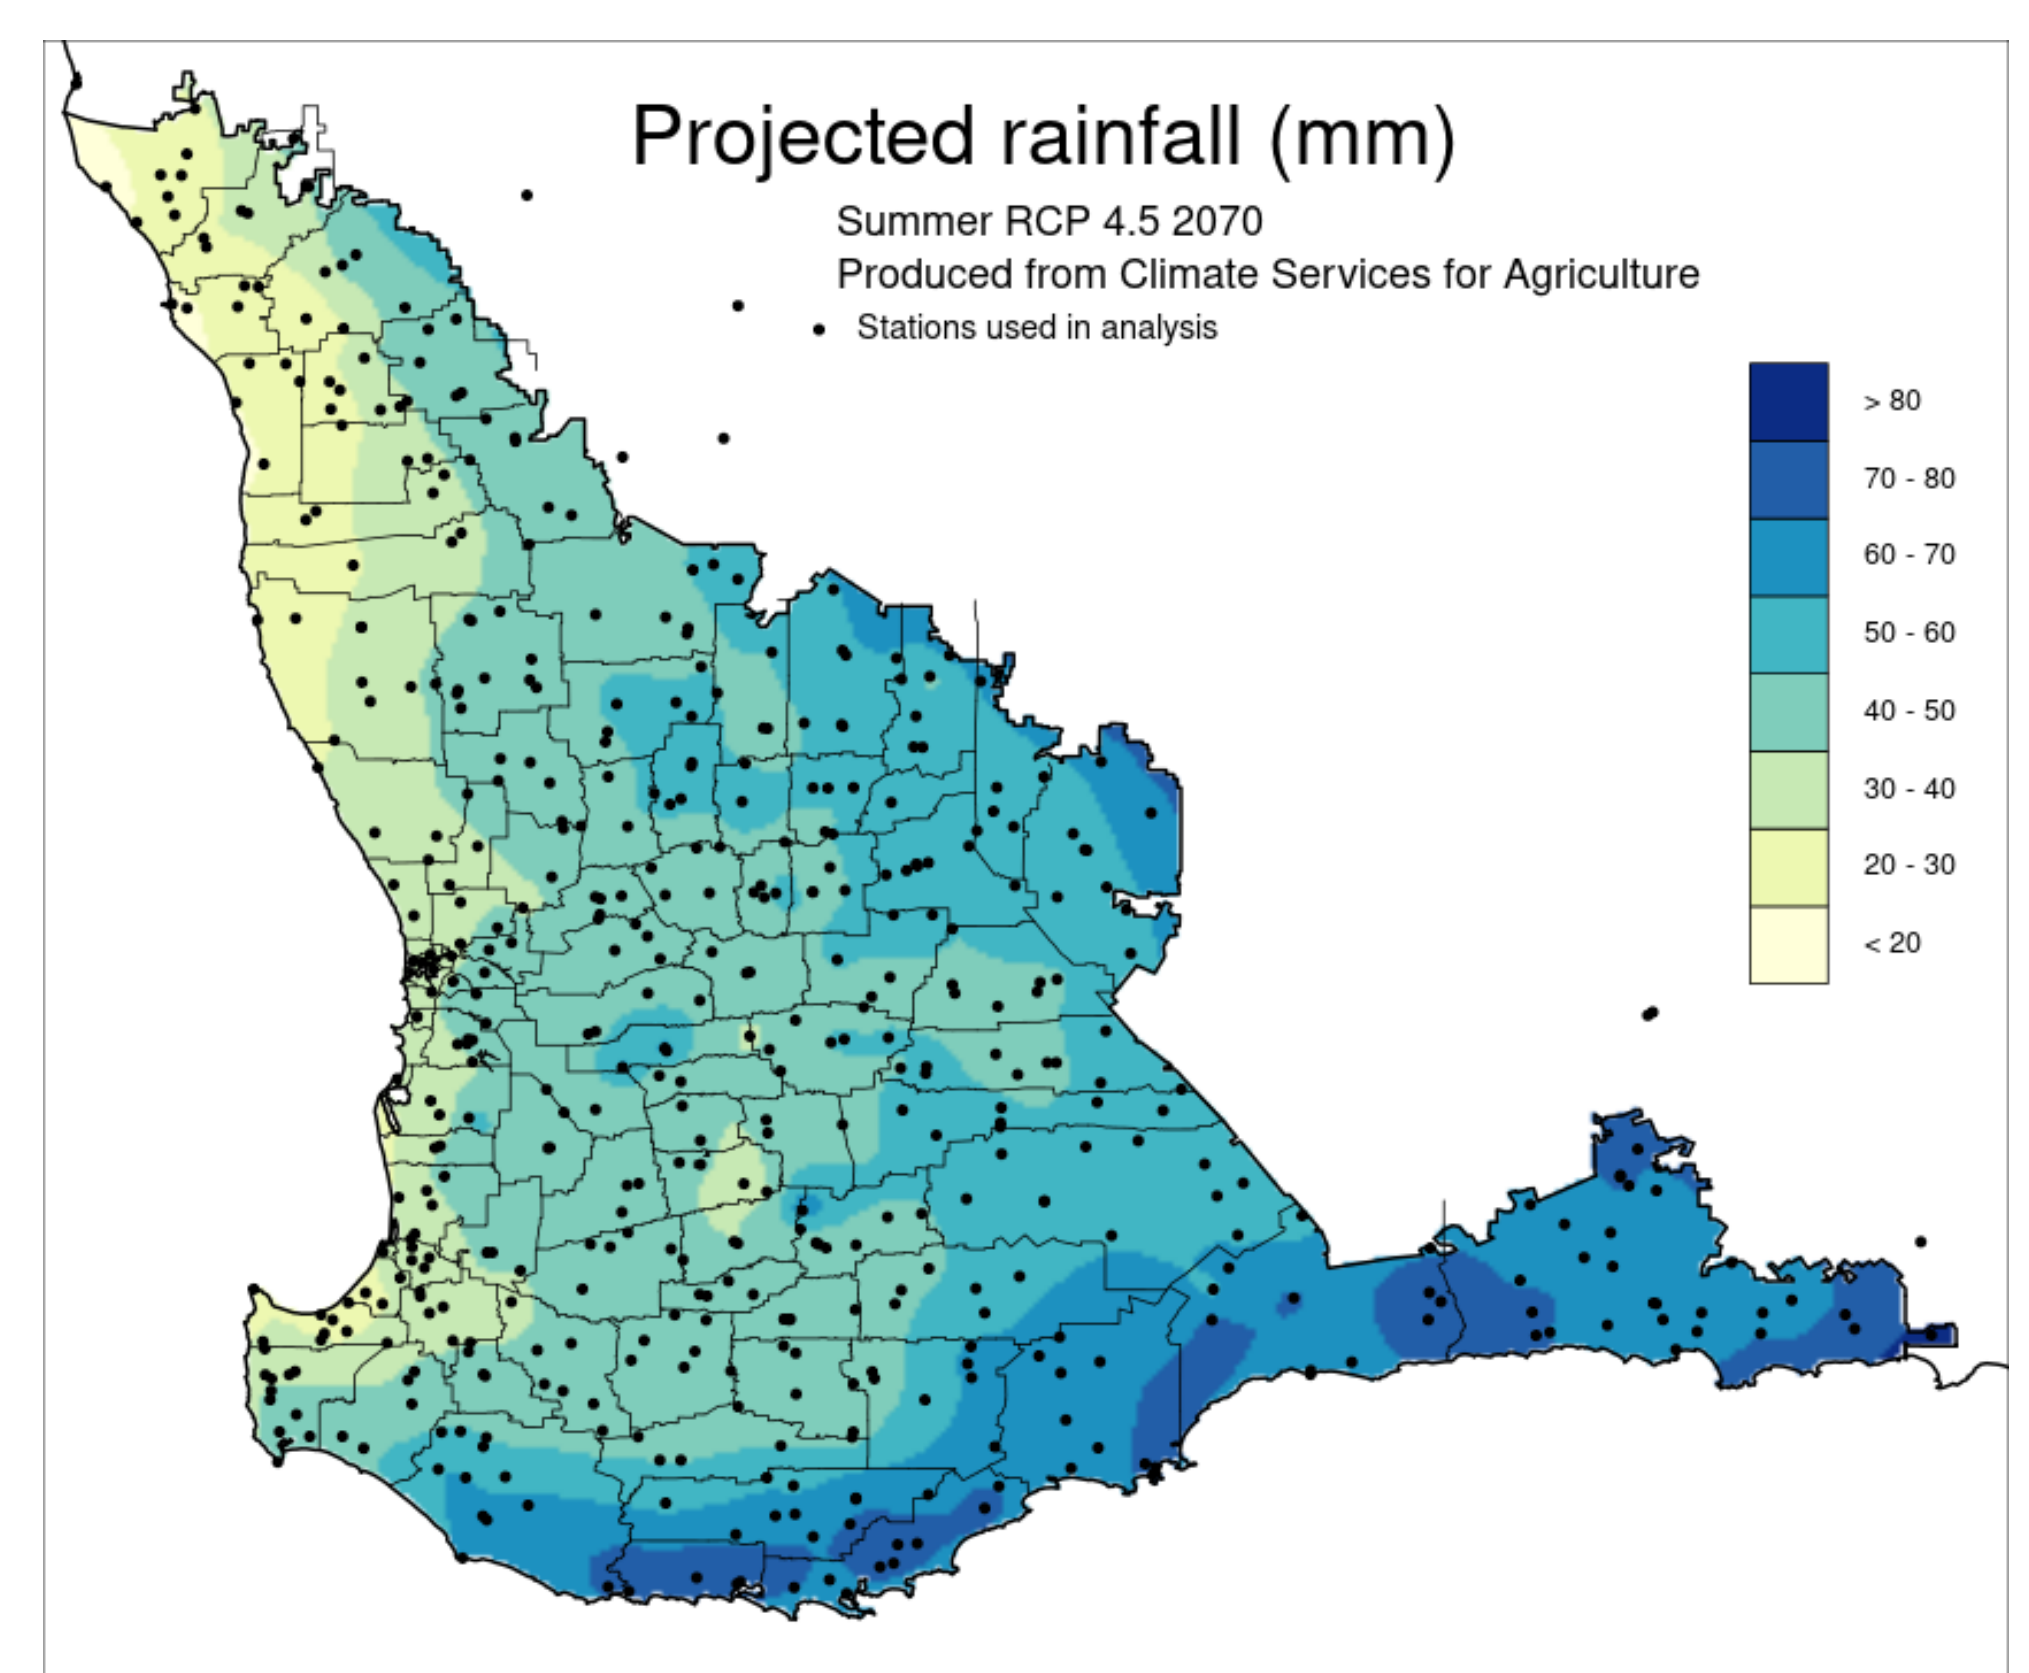 Projected rainfall (mm)
Summer RCP 4.5 2070
Produced from Climate Services for Agriculture
Stations used in analysis
> 80
70 - 80
60 - 70
50 - 60
40 - 50
30 - 40
20 - 30
< 20